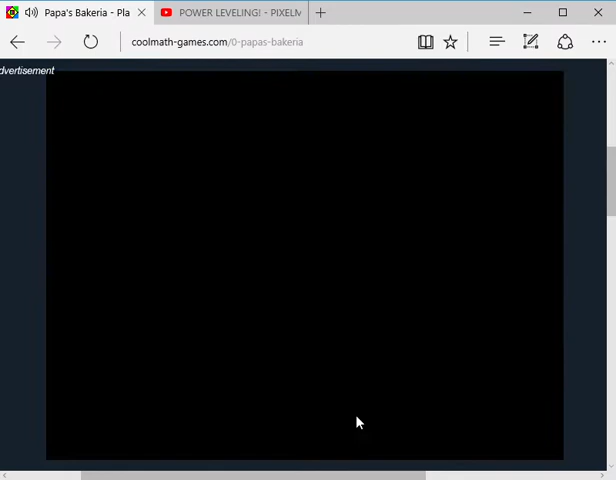 Papa's Bakeria - Pla
POWER LEVELING! - PIXELM
coolmath-games.com/0-papas-bakeria
dvertisement